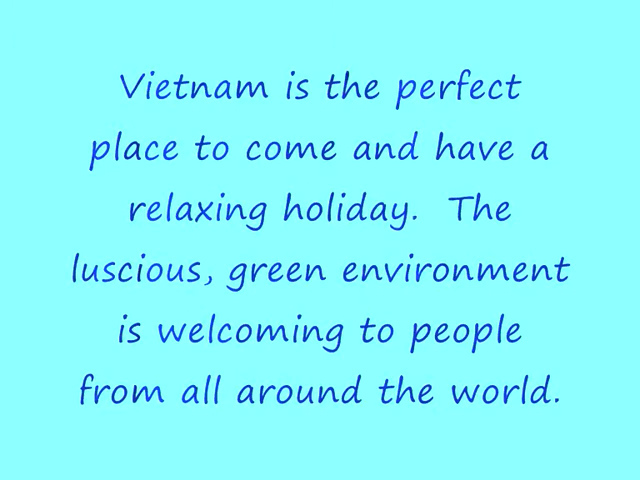 Vietnam is the perfect
place to come and have a
relaxing holiday.  The
luscious, green environment
is welcoming to people
from all around the world.